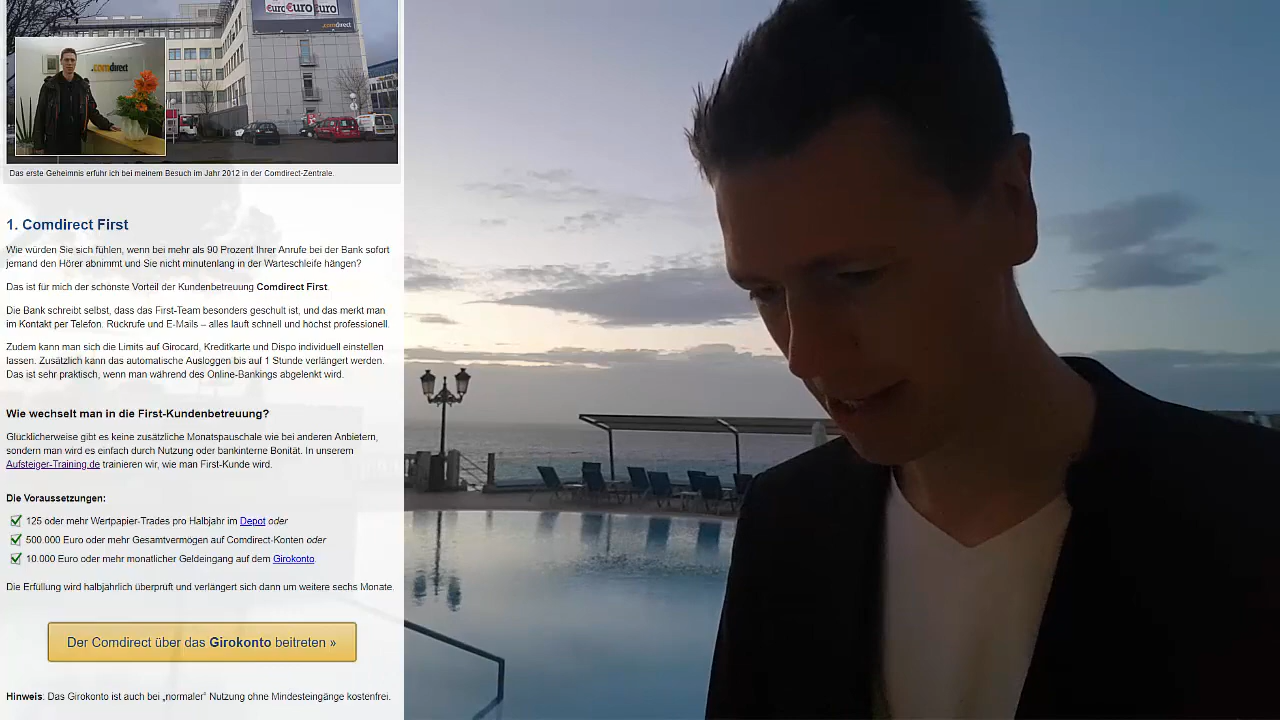 €uro €uro €uro
.comdirect
.comdirect
Das erste Geheimnis erfuhr ich bei meinem Besuch im Jahr 2012 in der Comdirect-Zentrale.
1. Comdirect First
Wie würden Sie sich fühlen, wenn bei mehr als 90 Prozent Ihrer Anrufe bei der Bank sofort
jemand den Hörer abnimmt und Sie nicht minutenlang in der Warteschleife hängen?
Das ist für mich der schönste Vorteil der Kundenbetreuung Comdirect First.
Die Bank schreibt selbst, dass das First-Team besonders geschult ist, und das merkt man
im Kontakt per Telefon. Rückrufe und E-Mails – alles läuft schnell und höchst professionell.
Zudem kann man sich die Limits auf Girocard, Kreditkarte und Dispo individuell einstellen
lassen. Zusätzlich kann das automatische Ausloggen bis auf 1 Stunde verlängert werden.
Das ist sehr praktisch, wenn man während des Online-Bankings abgelenkt wird.
Wie wechselt man in die First-Kundenbetreuung?
Glücklicherweise gibt es keine zusätzliche Monatspauschale wie bei anderen Anbietern,
sondern man wird es einfach durch Nutzung oder bankinterne Bonität. In unserem
Aufsteiger-Training.de trainieren wir, wie man First-Kunde wird.
Die Voraussetzungen:
125 oder mehr Wertpapier-Trades pro Halbjahr im Depot oder
500.000 Euro oder mehr Gesamtvermögen auf Comdirect-Konten oder
10.000 Euro oder mehr monatlicher Geldeingang auf dem Girokonto.
Die Erfüllung wird halbjährlich überprüft und verlängert sich dann um weitere sechs Monate.
Der Comdirect über das Girokonto beitreten »
Hinweis: Das Girokonto ist auch bei „normaler“ Nutzung ohne Mindesteingänge kostenfrei.